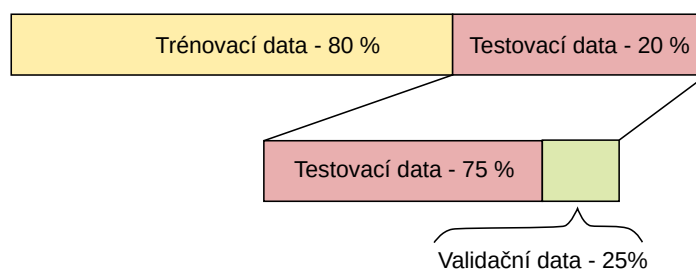 Trénovací data - 80 %
Testovací data - 20 %
Testovací data - 75 %
Validační data - 25%